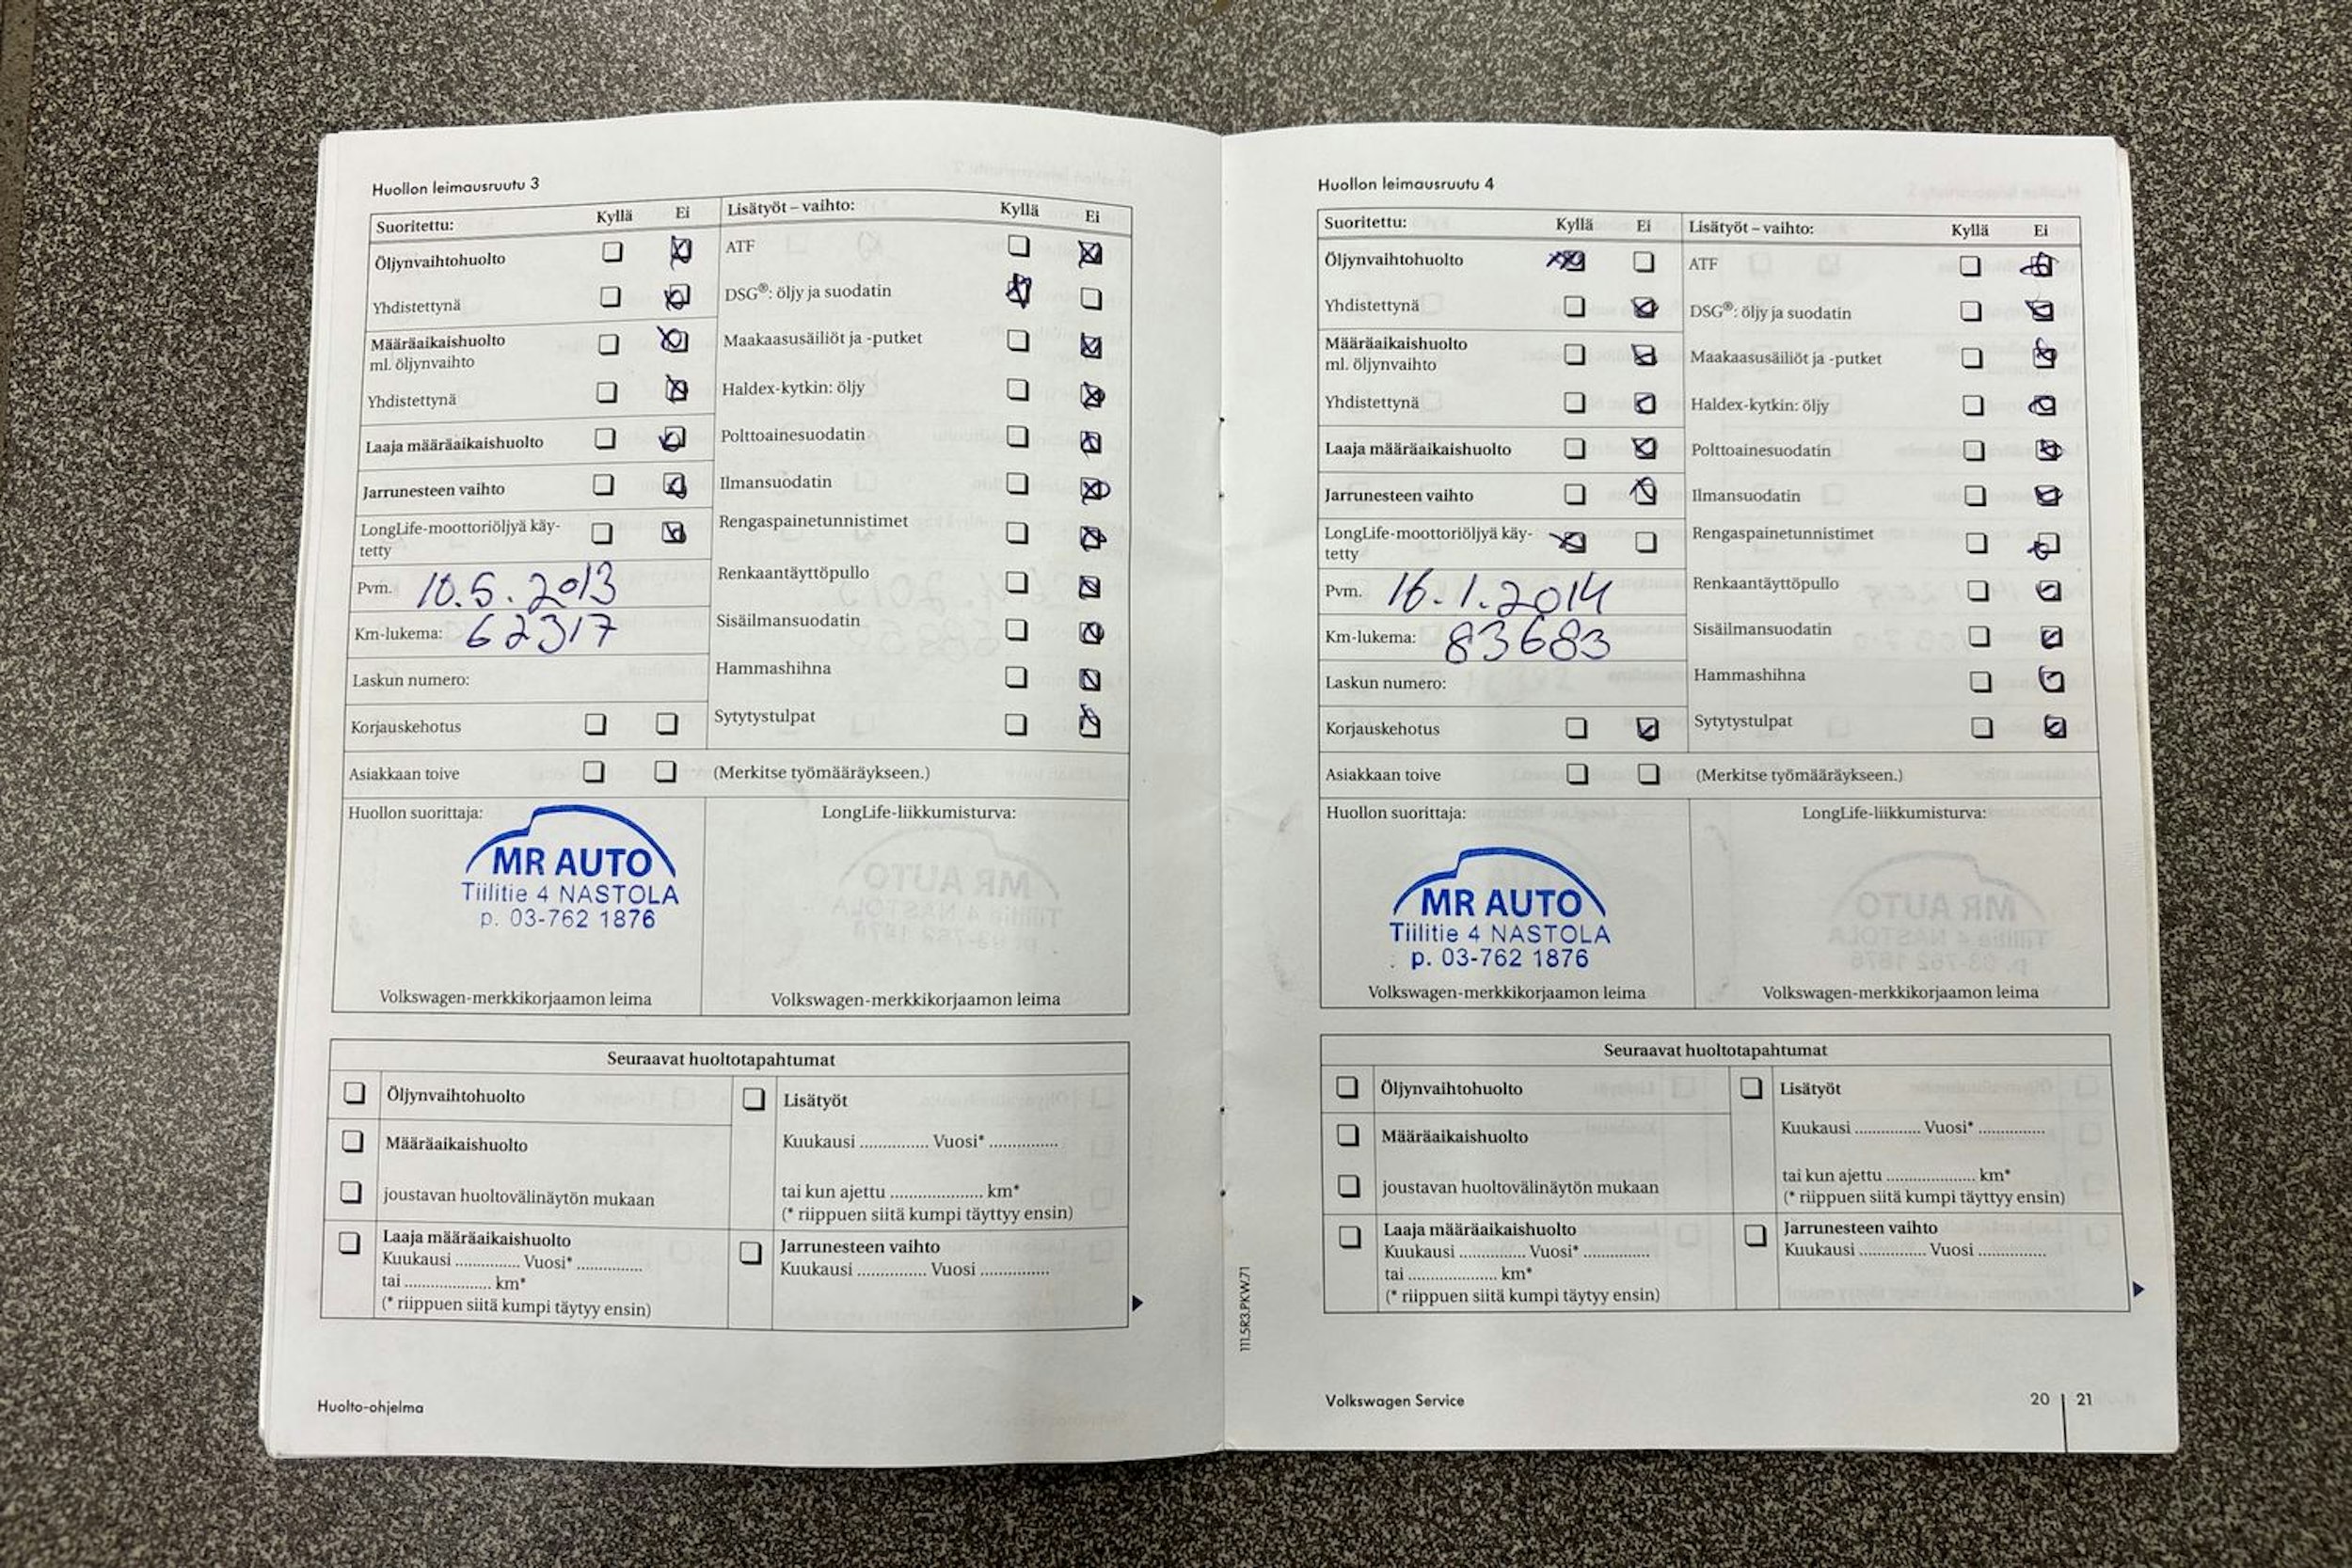 Huollon leimausruutu 3
Suoritettu: Kyllä Ei Lisätyöt – vaihto: Kyllä Ei
Öljynvaihtohuolto ATF
Yhdistettynä DSG®: öljy ja suodatin
Määräaikaishuolto Maakaasusäiliöt ja -putket
ml. öljynvaihto
Yhdistettynä Haldex-kytkin: öljy
Laaja määräaikaishuolto Polttoainesuodatin
Jarrunesteen vaihto Ilmansuodatin
LongLife-moottoriöljyä käy- Rengaspainetunnistimet
tetty
Pvm. 10.5.2013 Renkaantäyttöpullo
Km-lukema: 62317 Sisäilmansuodatin
Laskun numero: Hammashihna
Korjauskehotus Sytytystulpat
Asiakkaan toive (Merkitse työmääräykseen.)
Huollon suorittaja: LongLife-liikkumisturva:
MR AUTO
Tiilitie 4 NASTOLA
p. 03-762 1876
Volkswagen-merkkikorjaamon leima Volkswagen-merkkikorjaamon leima
Seuraavat huoltotapahtumat
Öljynvaihtohuolto Lisätyöt
Määräaikaishuolto Kuukausi .............. Vuosi* ..............
joustavan huoltovälinäytön mukaan tai kun ajettu ................... km*
(* riippuen siitä kumpi täyttyy ensin)
Laaja määräaikaishuolto Jarrunesteen vaihto
Kuukausi ............. Vuosi* ............. Kuukausi .............. Vuosi ..............
tai .................. km*
(* riippuen siitä kumpi täytyy ensin)
Huolto-ohjelma
Huollon leimausruutu 4
Suoritettu: Kyllä Ei Lisätyöt – vaihto: Kyllä Ei
Öljynvaihtohuolto ATF
Yhdistettynä DSG®: öljy ja suodatin
Määräaikaishuolto Maakaasusäiliöt ja -putket
ml. öljynvaihto
Yhdistettynä Haldex-kytkin: öljy
Laaja määräaikaishuolto Polttoainesuodatin
Jarrunesteen vaihto Ilmansuodatin
LongLife-moottoriöljyä käy- Rengaspainetunnistimet
tetty
Pvm. 16.1.2014 Renkaantäyttöpullo
Km-lukema: 83683 Sisäilmansuodatin
Laskun numero: Hammashihna
Korjauskehotus Sytytystulpat
Asiakkaan toive (Merkitse työmääräykseen.)
Huollon suorittaja: LongLife-liikkumisturva:
MR AUTO
Tiilitie 4 NASTOLA
p. 03-762 1876
Volkswagen-merkkikorjaamon leima Volkswagen-merkkikorjaamon leima
Seuraavat huoltotapahtumat
Öljynvaihtohuolto Lisätyöt
Määräaikaishuolto Kuukausi .............. Vuosi* ..............
joustavan huoltovälinäytön mukaan tai kun ajettu ................... km*
(* riippuen siitä kumpi täyttyy ensin)
Laaja määräaikaishuolto Jarrunesteen vaihto
Kuukausi ............. Vuosi* ............. Kuukausi .............. Vuosi ..............
tai .................. km*
(* riippuen siitä kumpi täytyy ensin)
111.5R3.PKW.71
Volkswagen Service 20 21